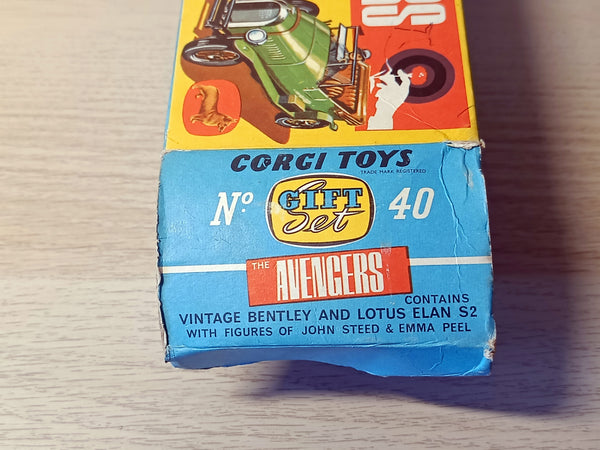 CORGI TOYS
TRADE MARK REGISTERED
Nº GIFT Set 40
THE AVENGERS
CONTAINS
VINTAGE BENTLEY AND LOTUS ELAN S2
WITH FIGURES OF JOHN STEED & EMMA PEEL